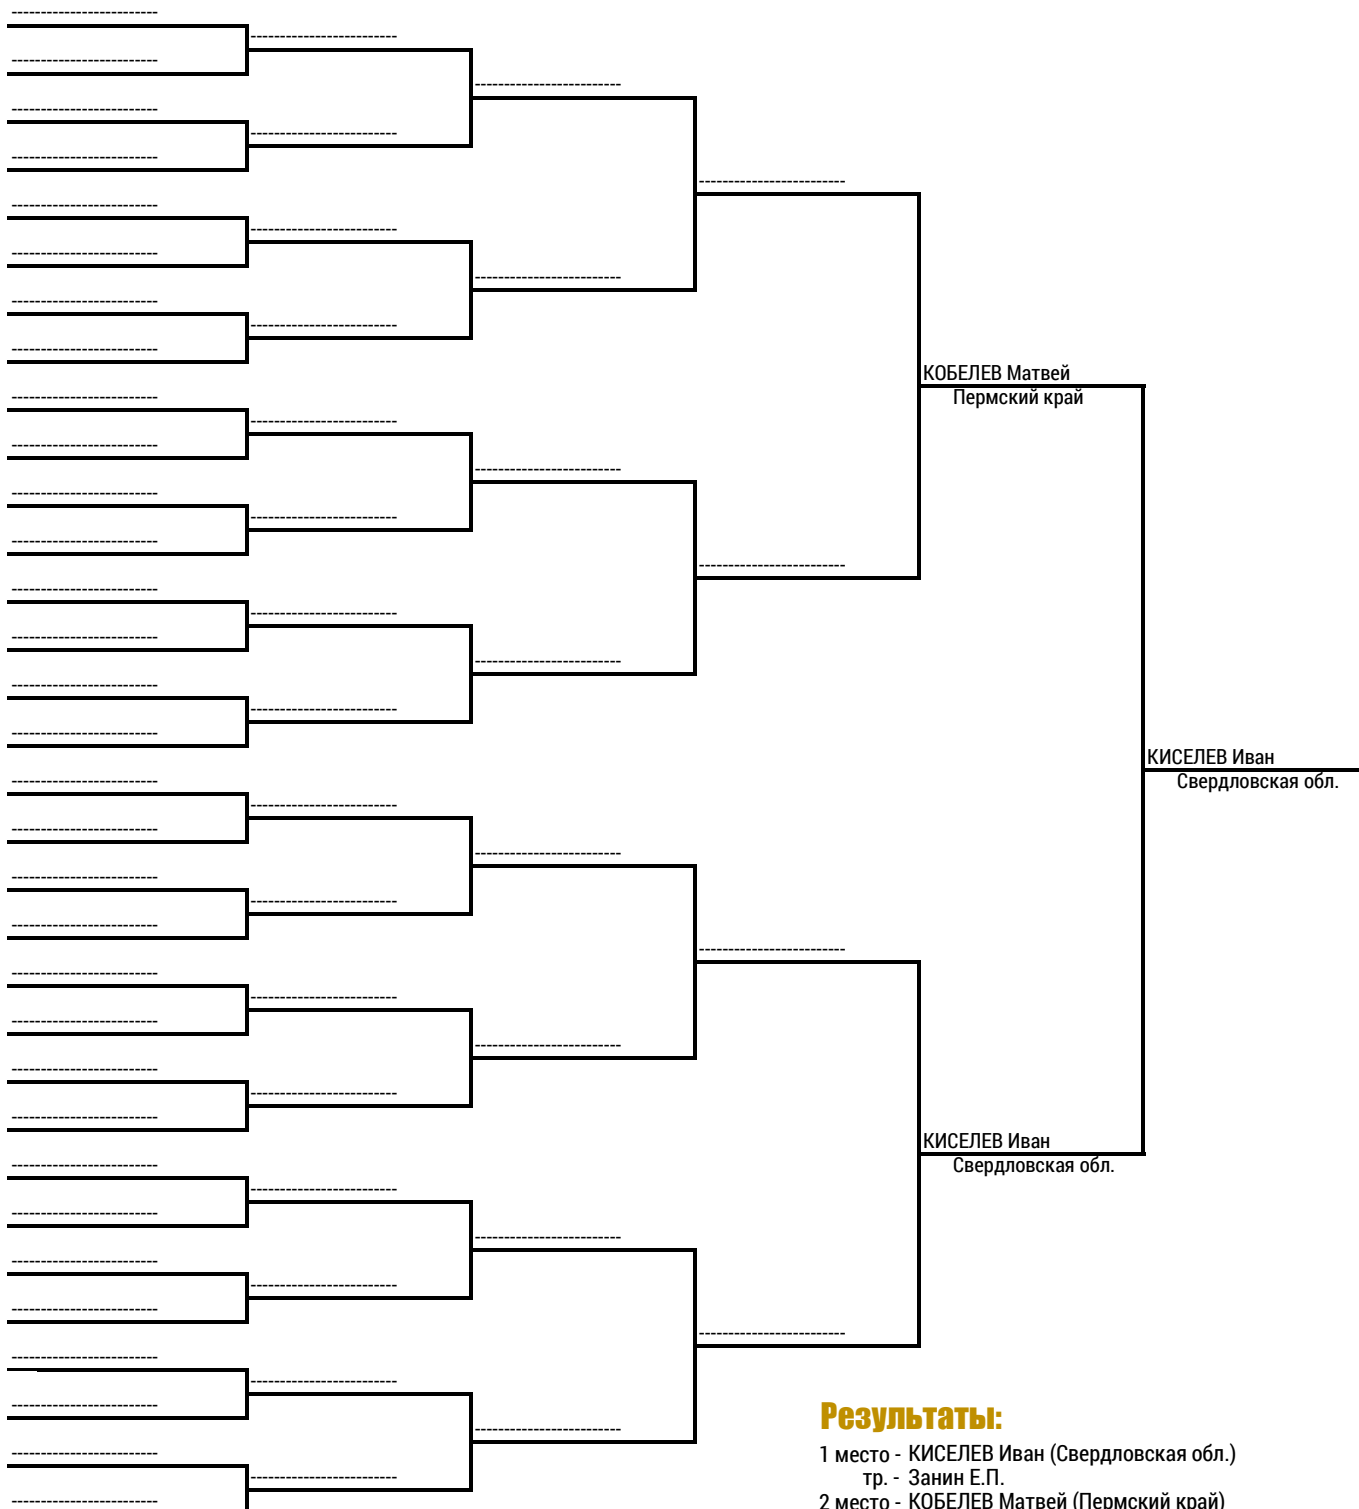 КОБЕЛЕВ Матвей
Пермский край
КИСЕЛЕВ Иван
Свердловская обл.
КИСЕЛЕВ Иван
Свердловская обл.
Результаты:
1 место - КИСЕЛЕВ Иван (Свердловская обл.)
тр. - Занин Е.П.
2 место - КОБЕЛЕВ Матвей (Пермский край)